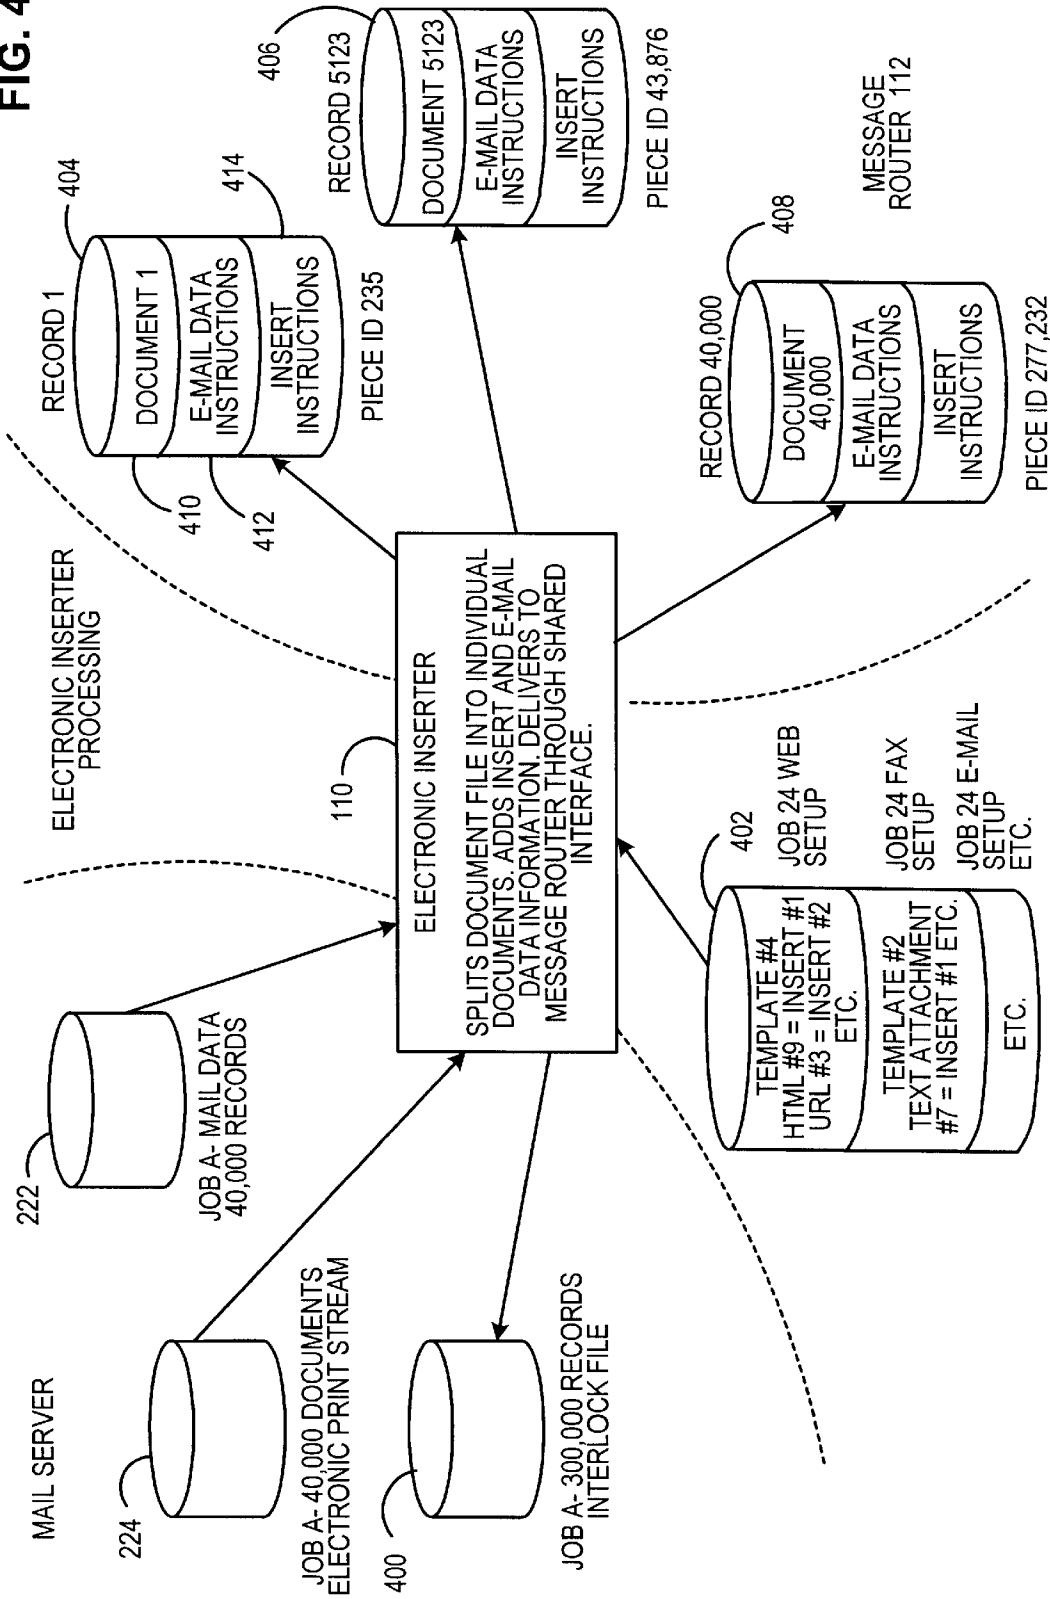 FIG. 4
MAIL SERVER
224
JOB A- 40,000 DOCUMENTS
ELECTRONIC PRINT STREAM
400
JOB A- 300,000 RECORDS
INTERLOCK FILE
222
JOB A- MAIL DATA
40,000 RECORDS
ELECTRONIC INSERTER
PROCESSING
110
ELECTRONIC INSERTER
SPLITS DOCUMENT FILE INTO INDIVIDUAL
DOCUMENTS. ADDS INSERT AND E-MAIL
DATA INFORMATION. DELIVERS TO
MESSAGE ROUTER THROUGH SHARED
INTERFACE.
402
TEMPLATE #4
HTML #9 = INSERT #1
URL #3 = INSERT #2
ETC.
TEMPLATE #2
TEXT ATTACHMENT
#7 = INSERT #1 ETC.
ETC.
JOB 24 WEB
SETUP
JOB 24 FAX
SETUP
JOB 24 E-MAIL
SETUP
ETC.
RECORD 1
404
DOCUMENT 1
E-MAIL DATA
INSTRUCTIONS
INSERT
INSTRUCTIONS
410
412
414
PIECE ID 235
406
RECORD 5123
DOCUMENT 5123
E-MAIL DATA
INSTRUCTIONS
INSERT
INSTRUCTIONS
PIECE ID 43,876
RECORD 40,000
408
DOCUMENT
40,000
E-MAIL DATA
INSTRUCTIONS
INSERT
INSTRUCTIONS
PIECE ID 277,232
MESSAGE
ROUTER 112